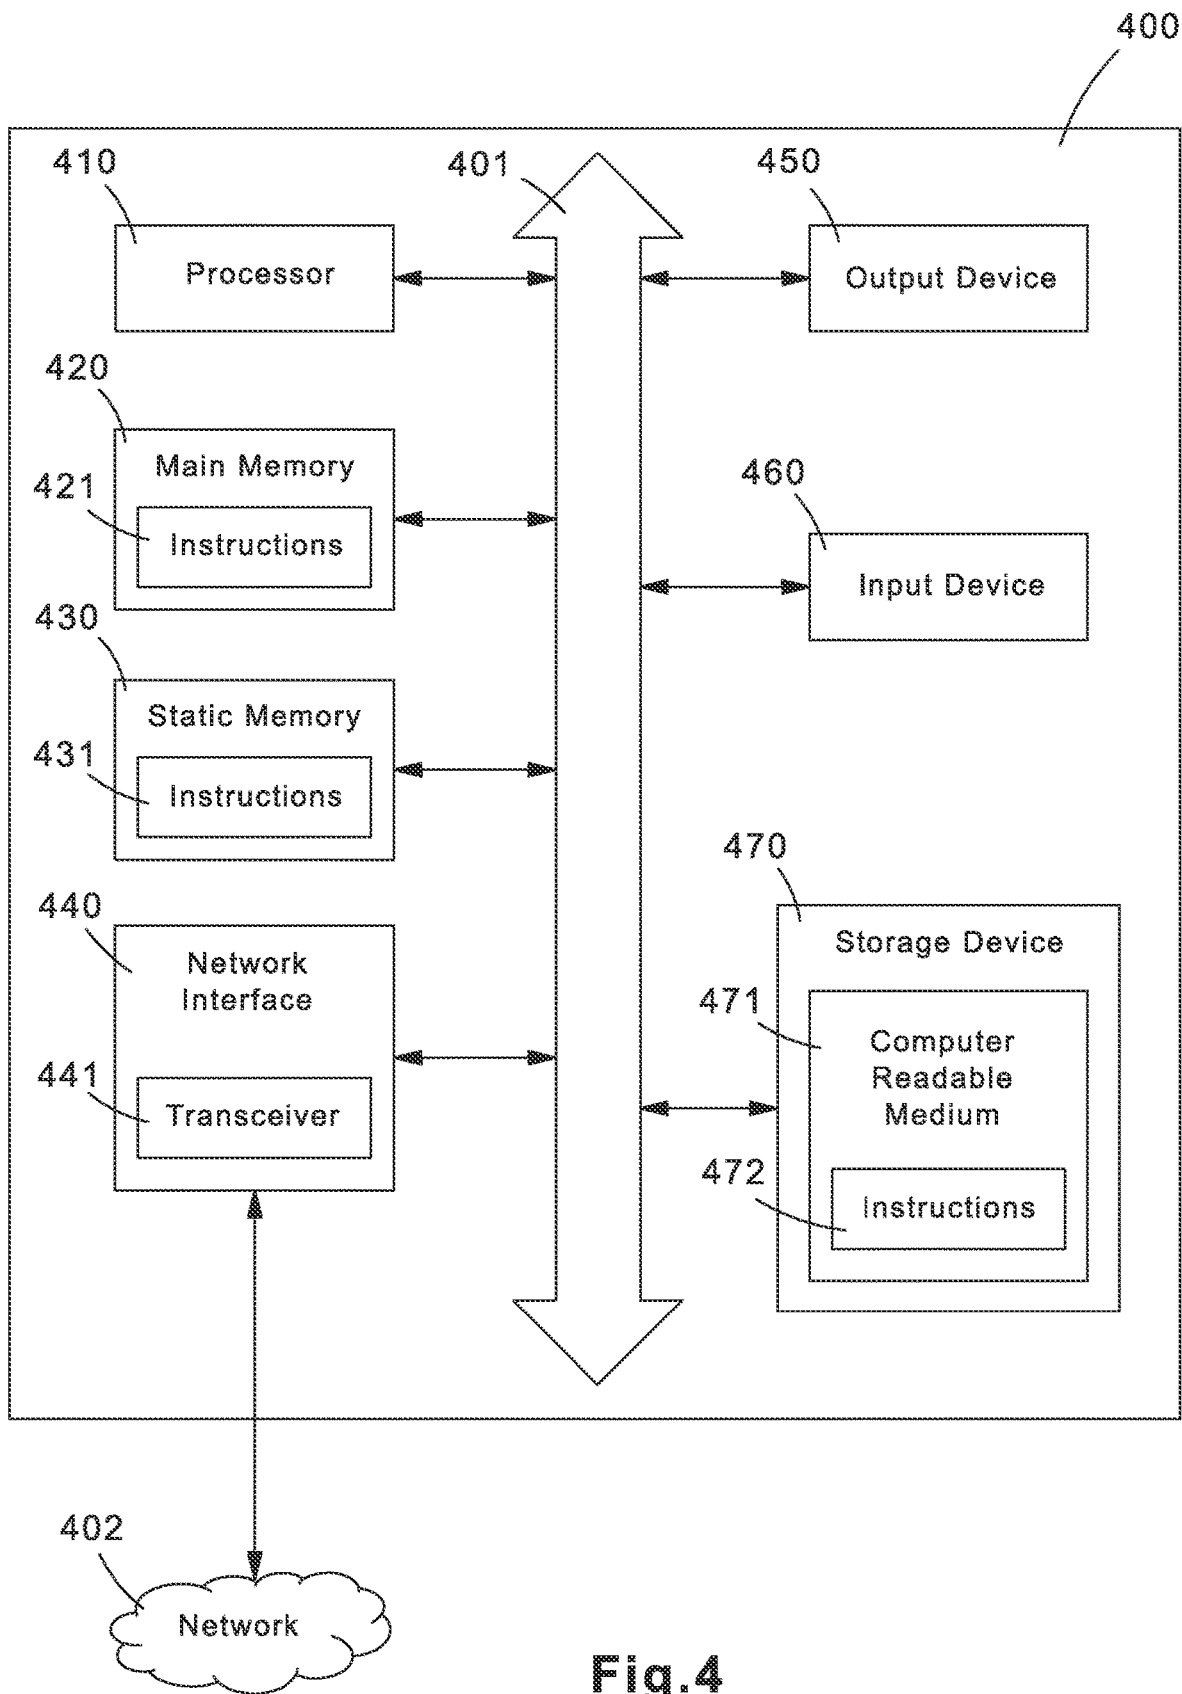 400
410
401
450
Processor
Output Device
420
Main Memory
421
Instructions
460
Input Device
430
Static Memory
431
Instructions
470
Storage Device
440
Network
Interface
471
Computer
Readable
Medium
441
Transceiver
472
Instructions
402
Network
Fig.4